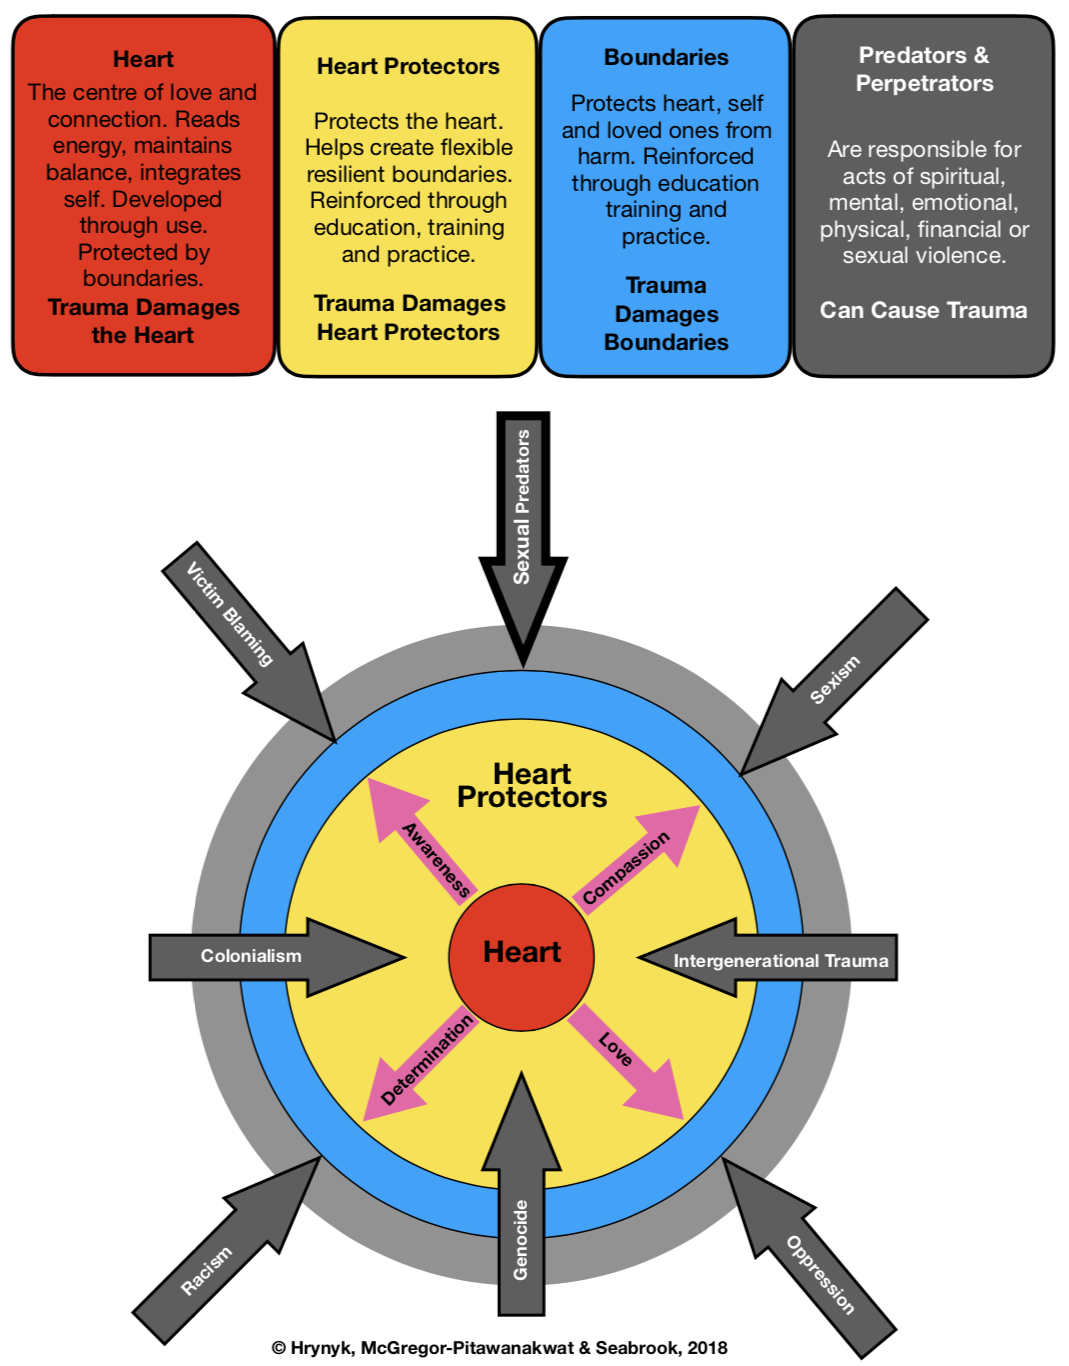 Heart
The centre of love and
connection. Reads
energy, maintains
balance, integrates
self. Developed
through use.
Protected by
boundaries.
Trauma Damages
the Heart
Heart Protectors
Protects the heart.
Helps create flexible
resilient boundaries.
Reinforced through
education, training
and practice.
Trauma Damages
Heart Protectors
Boundaries
Protects heart, self
and loved ones from
harm. Reinforced
through education
training and
practice.
Trauma
Damages
Boundaries
Predators &
Perpetrators
Are responsible for
acts of spiritual,
mental, emotional,
physical, financial or
sexual violence.
Can Cause Trauma
Sexual Predators
Victim Blaming
Sexism
Heart
Protectors
Awareness
Compassion
Colonialism
Heart
Intergenerational Trauma
Determination
Love
Genocide
Racism
Oppression
© Hrynyk, McGregor-Pitawanakwat & Seabrook, 2018